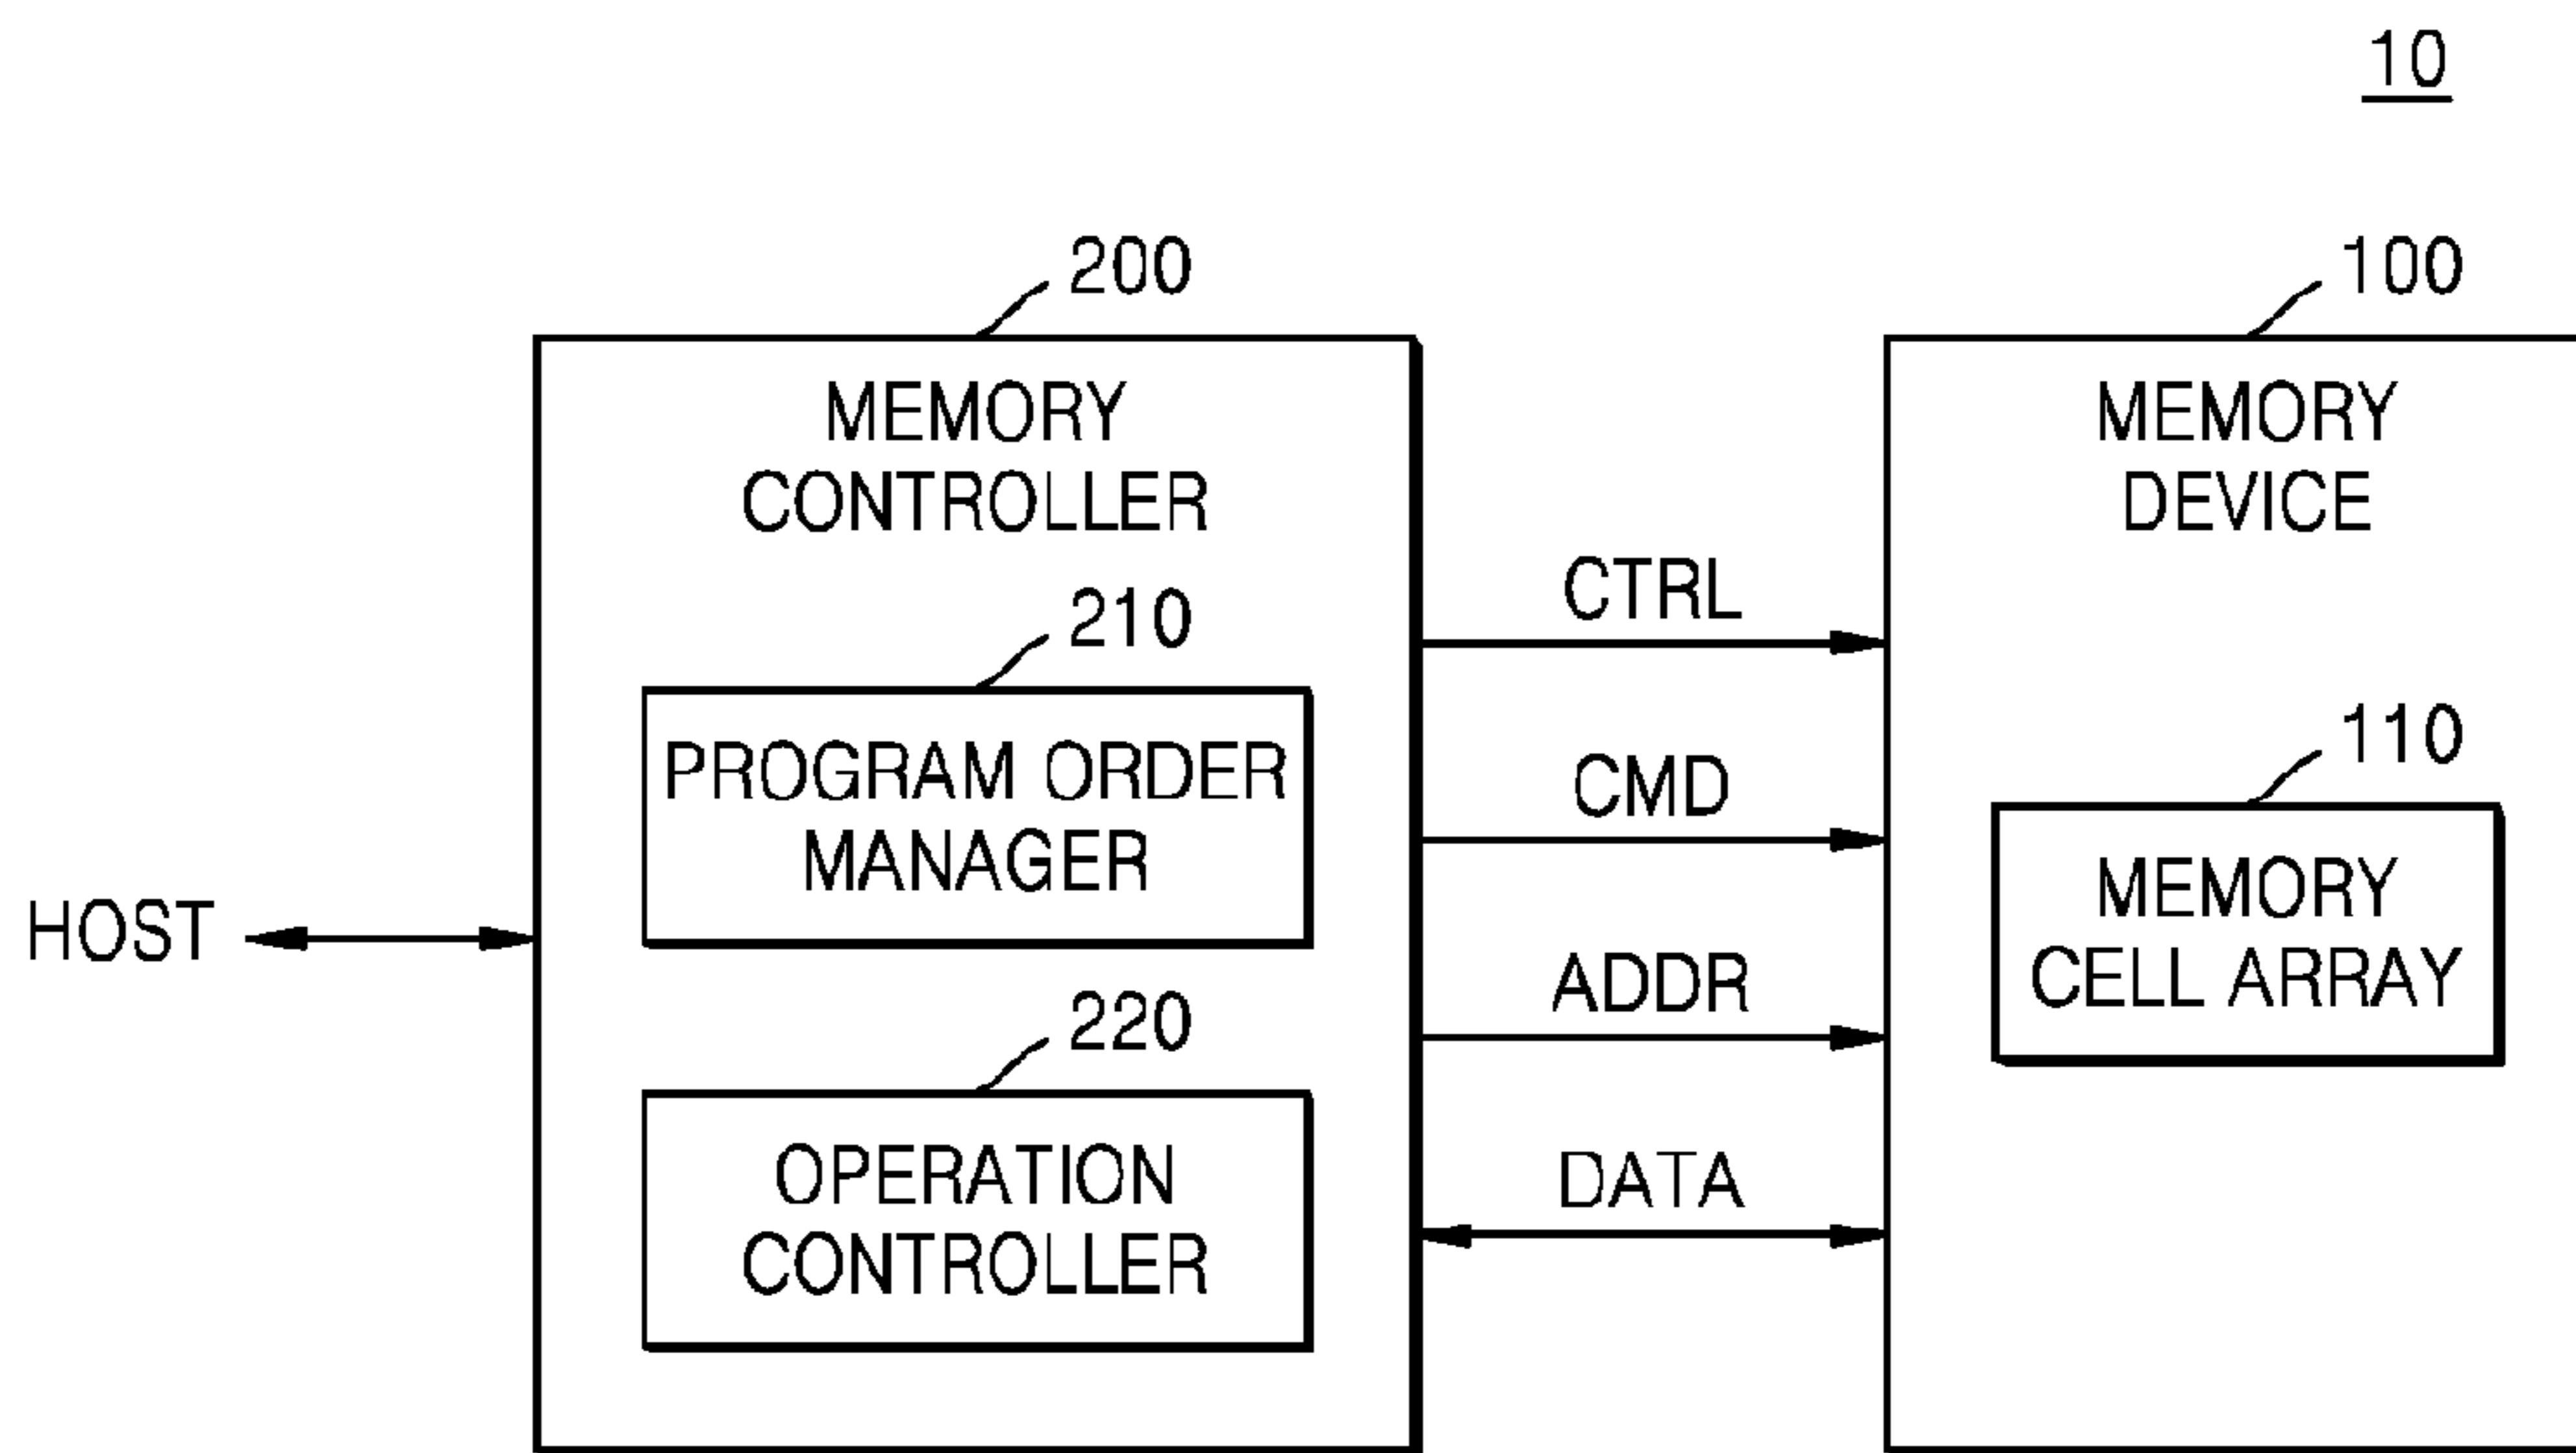 10
200
100
MEMORY
CONTROLLER
MEMORY
DEVICE
CTRL
210
PROGRAM ORDER
MANAGER
CMD
110
MEMORY
CELL ARRAY
HOST
ADDR
220
OPERATION
CONTROLLER
DATA